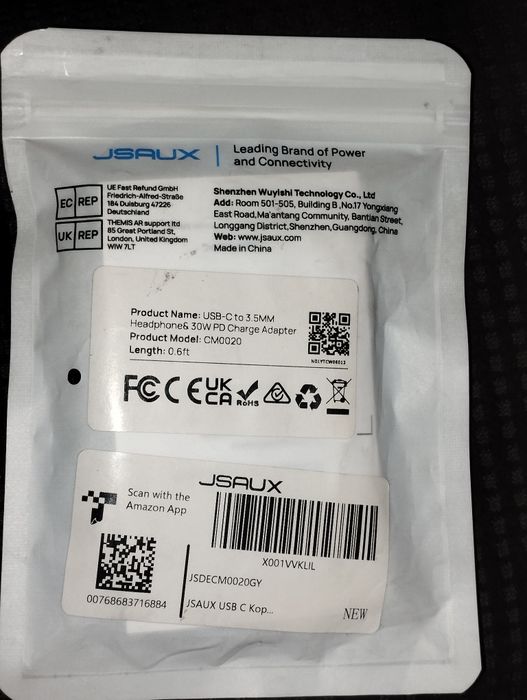 JSAUX
Leading Brand of Power
and Connectivity
EC REP
UE Fast Refund GmbH
Friedrich-Alfred-Straße
184 Duisburg 47226
Deutschland
UK REP
THEMIS AR support ltd
85 Great Portland St,
London, United Kingdom
W1W 7LT
Shenzhen Wuyishi Technology Co., Ltd
Add: Room 501-505, Building B ,No.17 Yongxiang
East Road,Ma'antang Community, Bantian Street,
Longgang District,Shenzhen,Guangdong, China
Web: www.jsaux.com
Made in China
Product Name: USB-C to 3.5MM
Headphone& 30W PD Charge Adapter
Product Model: CM0020
Length: 0.6ft
FC CE UK
CA RoHS
Scan with the
Amazon App
JSAUX
X001VVKLIL
JSDECM0020GY
00768683716884
JSAUX USB C Kop...
NEW